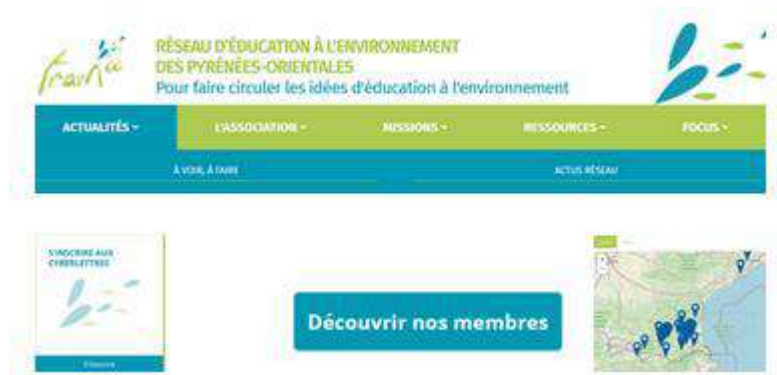 RÉSEAU D'ÉDUCATION À L'ENVIRONNEMENT
DES PYRÉNÉES-ORIENTALES
Pour faire circuler les idées d'éducation à l'environnement
ACTUALITÉS
L'ASSOCIATION
MISSIONS
RESSOURCES
FOCUS
À VOIR, À FAIRE
ACTUS RÉSEAU
S'INSCRIRE AUX
CYBERLETTRES
Découvrir nos membres